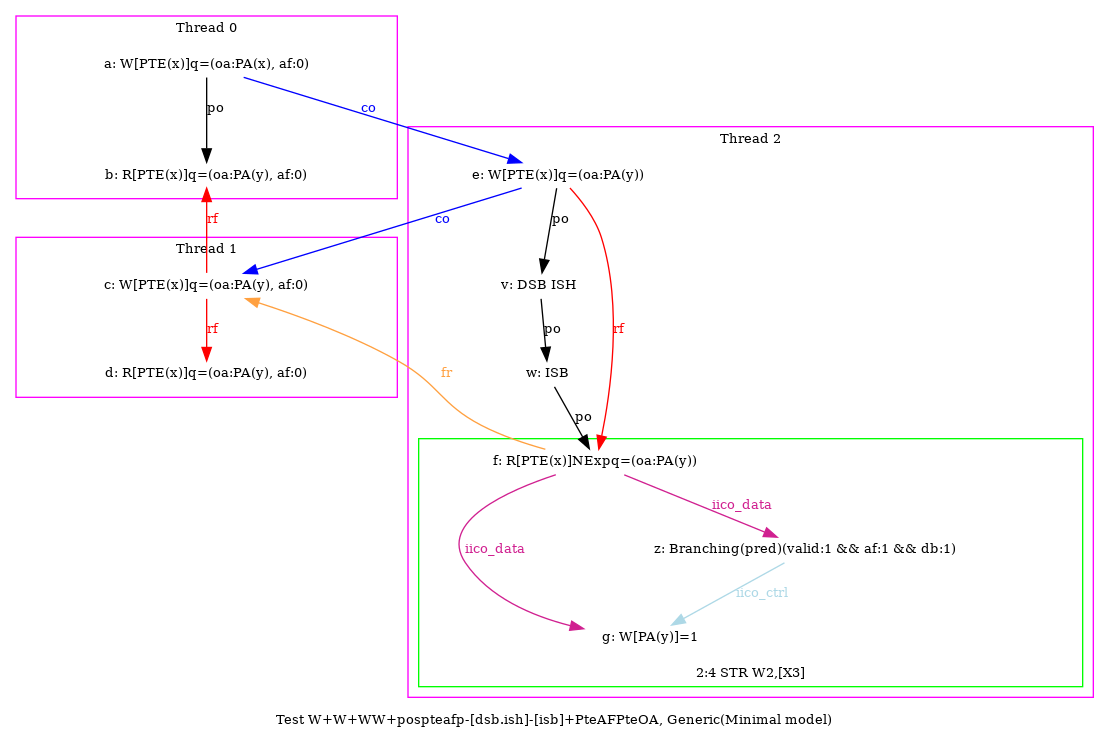 Thread 0
a: W[PTE(x)]q=(oa:PA(x), af:0)
po
co
b: R[PTE(x)]q=(oa:PA(y), af:0)
rf
Thread 1
c: W[PTE(x)]q=(oa:PA(y), af:0)
rf
d: R[PTE(x)]q=(oa:PA(y), af:0)
Thread 2
e: W[PTE(x)]q=(oa:PA(y))
co
po
v: DSB ISH
po
rf
w: ISB
fr
po
f: R[PTE(x)]NExpq=(oa:PA(y))
iico_data
iico_data
z: Branching(pred)(valid:1 && af:1 && db:1)
iico_ctrl
g: W[PA(y)]=1
2:4 STR W2,[X3]
Test W+W+WW+pospteafp-[dsb.ish]-[isb]+PteAFPteOA, Generic(Minimal model)